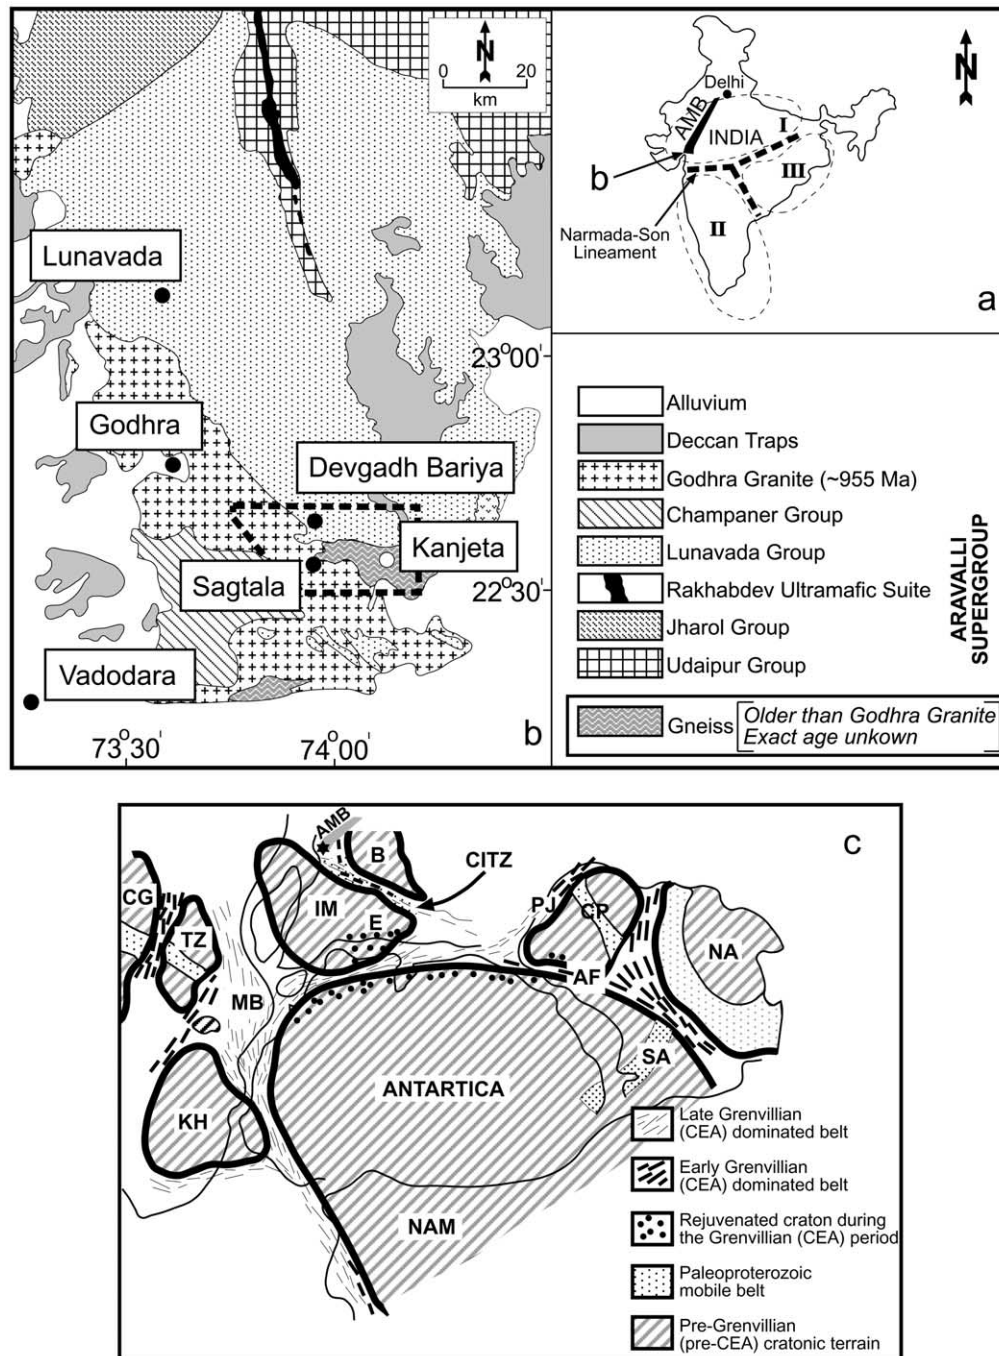 N
0 20
km
Lunavada
23°00'
Godhra
Devgadh Bariya
Kanjeta
Sagtala
22°30'
Vadodara
73°30' 74°00'
b
N
Delhi
AMB
I
INDIA
b
III
Narmada-Son
Lineament
II
a
Alluvium
Deccan Traps
Godhra Granite (~955 Ma)
Champaner Group
Lunavada Group
Rakhabdev Ultramafic Suite
Jharol Group
Udaipur Group
ARAVALLI
SUPERGROUP
Gneiss
Older than Godhra Granite
Exact age unkown
c
AMB
B
CITZ
CG
IM
PJ
CP
E
TZ
NA
AF
MB
SA
ANTARTICA
KH
NAM
Late Grenvillian
(CEA) dominated belt
Early Grenvillian
(CEA) dominated belt
Rejuvenated craton during
the Grenvillian (CEA) period
Paleoproterozoic
mobile belt
Pre-Grenvillian
(pre-CEA) cratonic terrain